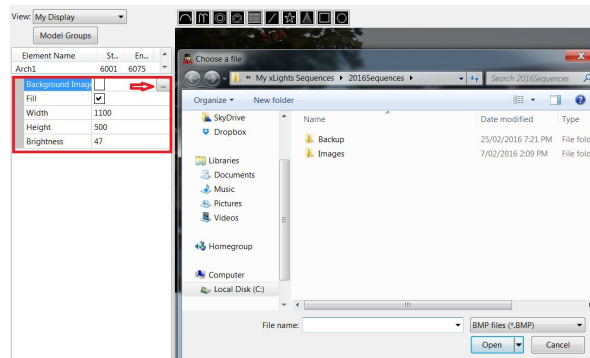 View: My Display
Model Groups
Element Name St... En...
Arch1 6001 6075
Background Image ...
Fill
Width 1100
Height 500
Brightness 47
Choose a file
« My xLights Sequences 2016Sequences Search 2016Sequences
Organize New folder
Name Date modified Type
SkyDrive
Dropbox
Backup 25/02/2016 7:21 PM File fold
Images 7/02/2016 2:09 PM File fold
Libraries
Documents
Music
Pictures
Videos
Homegroup
Computer
Local Disk (C:)
File name: BMP files (*.BMP)
Open Cancel